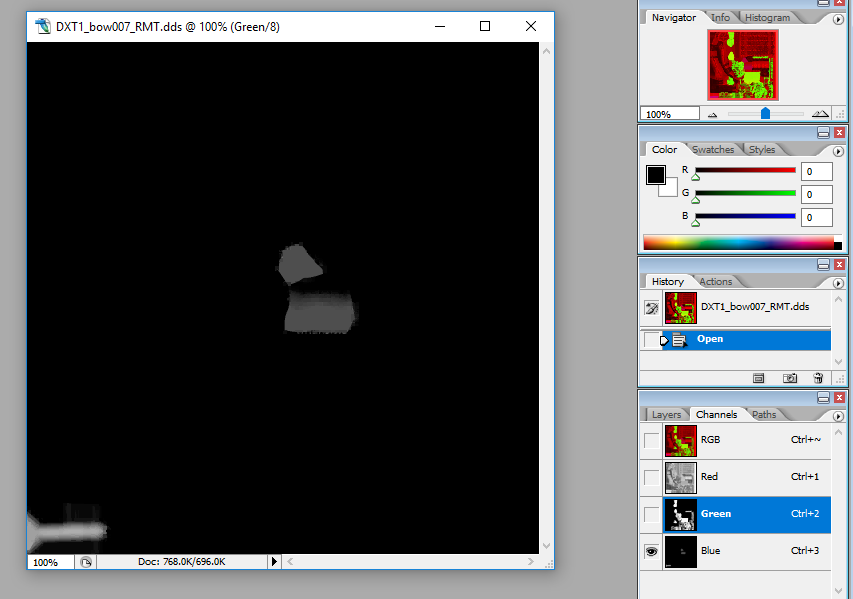 DXT1_bow007_RMT.dds @ 100% (Green/8)
100%
Doc: 768.0K/696.0K
Navigator Info Histogram
100%
Color Swatches Styles
R 0
G 0
B 0
History Actions
DXT1_bow007_RMT.dds
Open
Layers Channels Paths
RGB Ctrl+~
Red Ctrl+1
Green Ctrl+2
Blue Ctrl+3